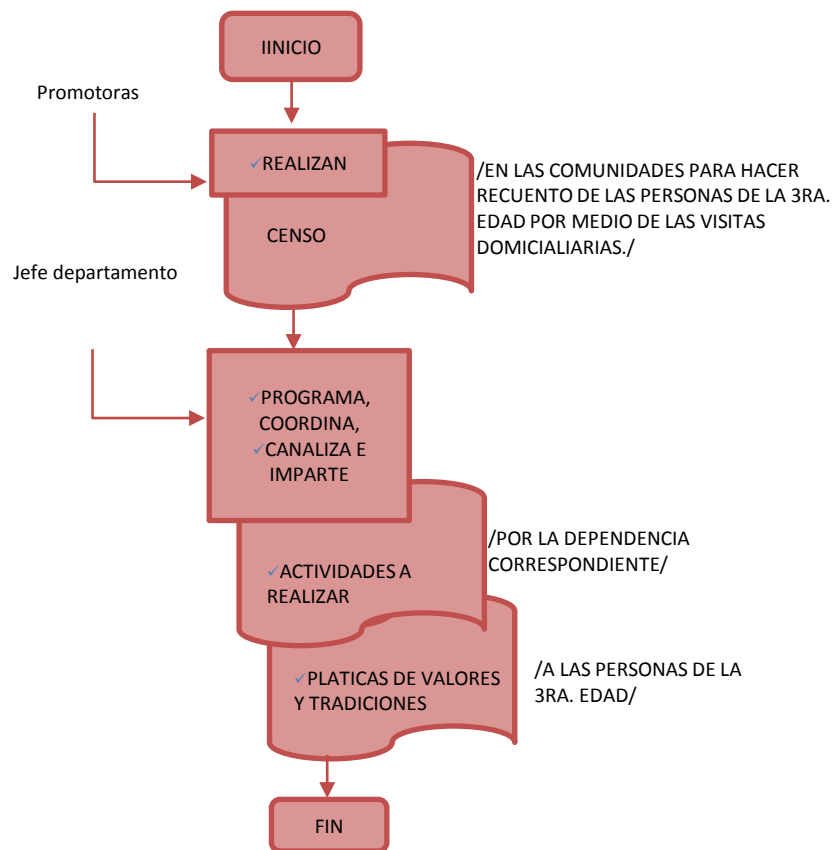 IINICIO
Promotoras
✓REALIZAN
/EN LAS COMUNIDADES PARA HACER
RECUENTO DE LAS PERSONAS DE LA 3RA.
EDAD POR MEDIO DE LAS VISITAS
DOMICIALIARIAS./
CENSO
Jefe departamento
✓PROGRAMA,
COORDINA,
✓CANALIZA E
IMPARTE
/POR LA DEPENDENCIA
CORRESPONDIENTE/
✓ACTIVIDADES A
REALIZAR
✓PLATICAS DE VALORES
Y TRADICIONES
/A LAS PERSONAS DE LA
3RA. EDAD/
FIN